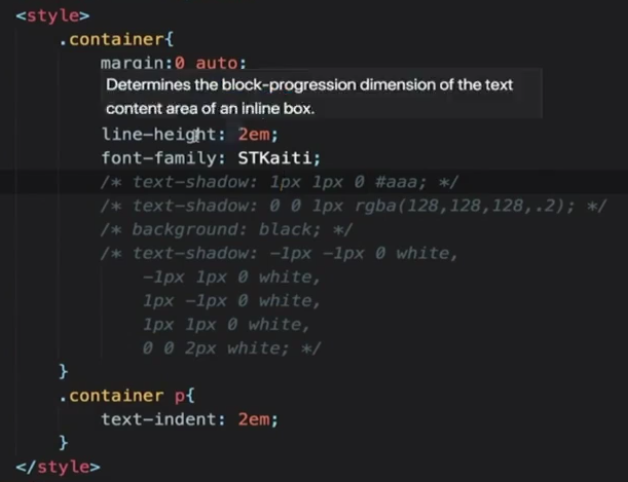 <style>
.container{
margin:0 auto;
Determines the block-progression dimension of the text
content area of an inline box.
line-height: 2em;
font-family: STKaiti;
/* text-shadow: 1px 1px 0 #aaa; */
/* text-shadow: 0 0 1px rgba(128,128,128,.2); */
/* background: black; */
/* text-shadow: -1px -1px 0 white,
-1px 1px 0 white,
1px -1px 0 white,
1px 1px 0 white,
0 0 2px white; */
}
.container p{
text-indent: 2em;
}
</style>